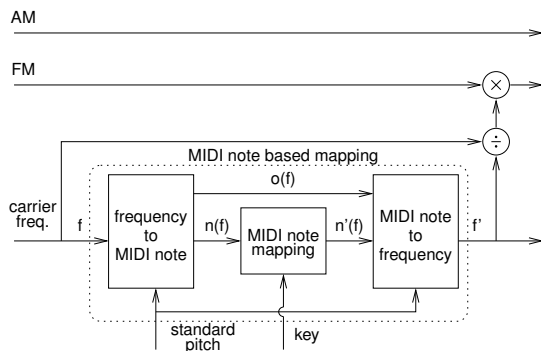 AM
FM
×
÷
MIDI note based mapping
o(f)
carrier
freq.
f
frequency
to
MIDI note
n(f)
MIDI note
mapping
n'(f)
MIDI note
to
frequency
f'
standard
pitch
key